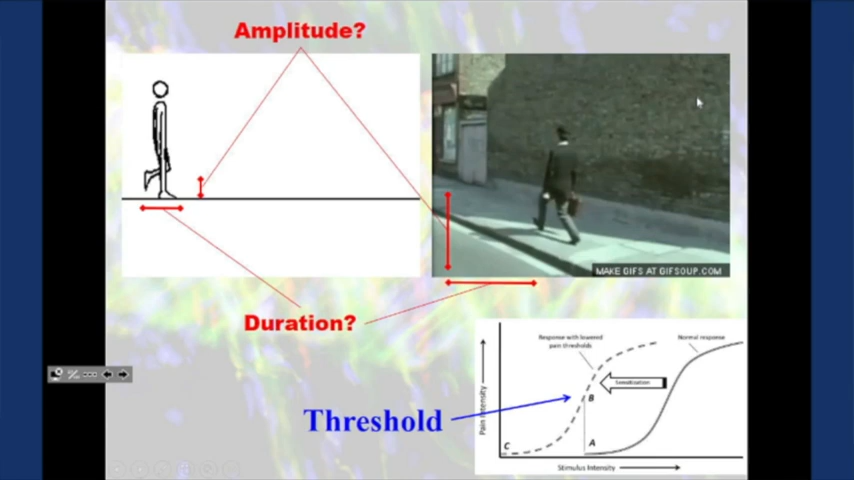 Amplitude?
MAKE GIFS AT GIFSOUP.COM
Duration?
Response with lowered
pain thresholds
Normal response
Sensitization
B
Threshold
Pain Intensity
C
A
Stimulus Intensity